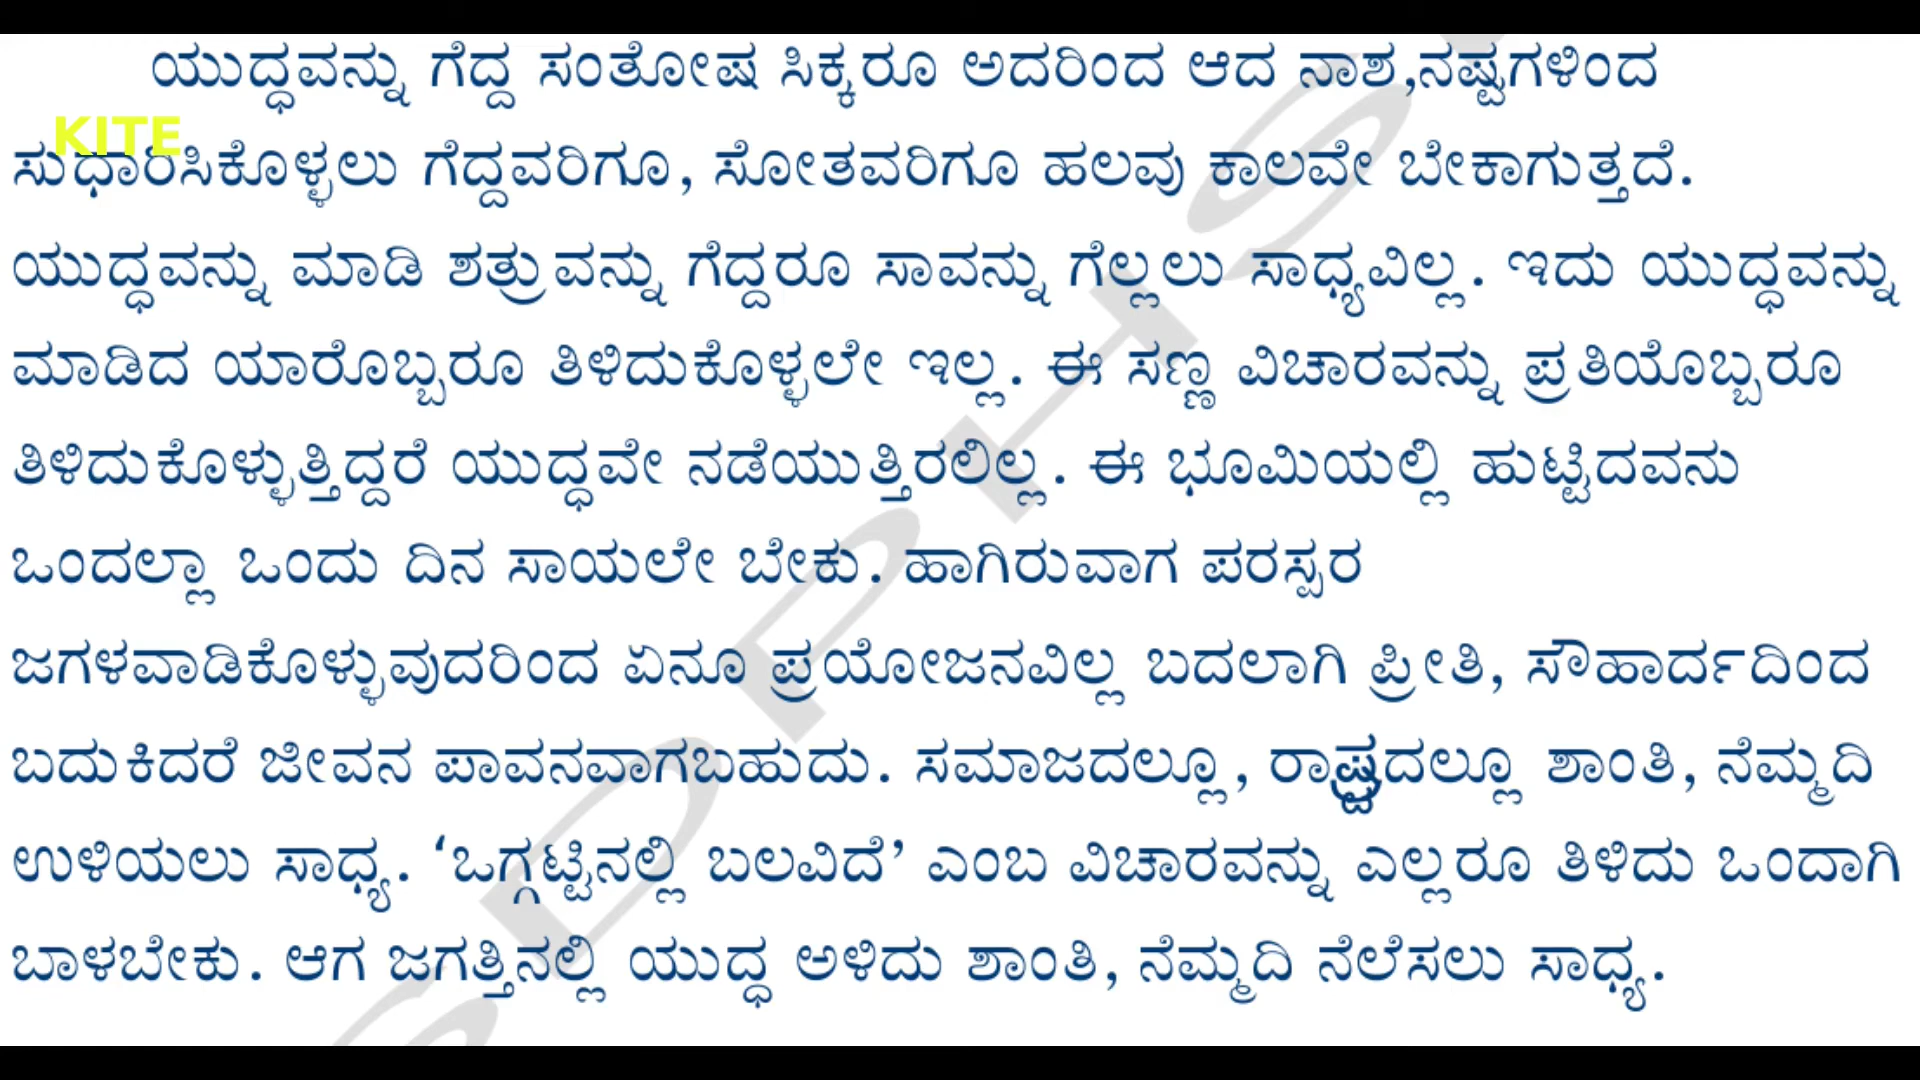 ಯುದ್ಧವನ್ನು ಗೆದ್ದ ಸಂತೋಷ ಸಿಕ್ಕರೂ ಅದರಿಂದ ಆದ ನಾಶ,ನಷ್ಟಗಳಿಂದ
KITE
ಸುಧಾರಿಸಿಕೊಳ್ಳಲು ಗೆದ್ದವರಿಗೂ, ಸೋತವರಿಗೂ ಹಲವು ಕಾಲವೇ ಬೇಕಾಗುತ್ತದೆ.
ಯುದ್ಧವನ್ನು ಮಾಡಿ ಶತ್ರುವನ್ನು ಗೆದ್ದರೂ ಸಾವನ್ನು ಗೆಲ್ಲಲು ಸಾಧ್ಯವಿಲ್ಲ. ಇದು ಯುದ್ಧವನ್ನು
ಮಾಡಿದ ಯಾರೊಬ್ಬರೂ ತಿಳಿದುಕೊಳ್ಳಲೇ ಇಲ್ಲ. ಈ ಸಣ್ಣ ವಿಚಾರವನ್ನು ಪ್ರತಿಯೊಬ್ಬರೂ
ತಿಳಿದುಕೊಳ್ಳುತ್ತಿದ್ದರೆ ಯುದ್ಧವೇ ನಡೆಯುತ್ತಿರಲಿಲ್ಲ. ಈ ಭೂಮಿಯಲ್ಲಿ ಹುಟ್ಟಿದವನು
ಒಂದಲ್ಲಾ ಒಂದು ದಿನ ಸಾಯಲೇ ಬೇಕು. ಹಾಗಿರುವಾಗ ಪರಸ್ಪರ
ಜಗಳವಾಡಿಕೊಳ್ಳುವುದರಿಂದ ಏನೂ ಪ್ರಯೋಜನವಿಲ್ಲ ಬದಲಾಗಿ ಪ್ರೀತಿ, ಸೌಹಾರ್ದದಿಂದ
ಬದುಕಿದರೆ ಜೀವನ ಪಾವನವಾಗಬಹುದು. ಸಮಾಜದಲ್ಲೂ, ರಾಷ್ಟ್ರದಲ್ಲೂ ಶಾಂತಿ, ನೆಮ್ಮದಿ
ಉಳಿಯಲು ಸಾಧ್ಯ. ‘ಒಗ್ಗಟ್ಟಿನಲ್ಲಿ ಬಲವಿದೆ’ ಎಂಬ ವಿಚಾರವನ್ನು ಎಲ್ಲರೂ ತಿಳಿದು ಒಂದಾಗಿ
ಬಾಳಬೇಕು. ಆಗ ಜಗತ್ತಿನಲ್ಲಿ ಯುದ್ಧ ಅಳಿದು ಶಾಂತಿ, ನೆಮ್ಮದಿ ನೆಲೆಸಲು ಸಾಧ್ಯ.